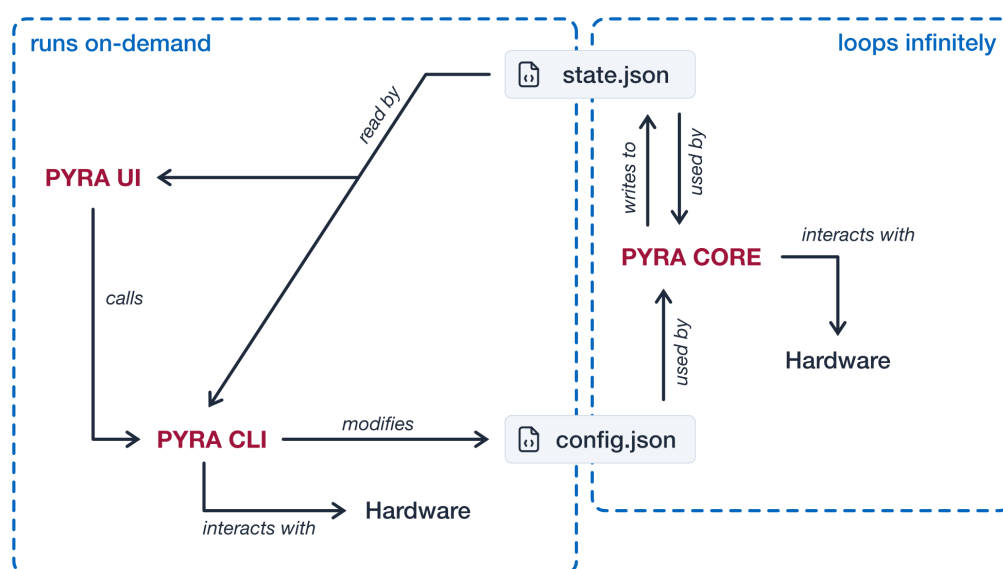 runs on-demand
loops infinitely
state.json
read by
PYRA UI
writes to
used by
PYRA CORE
interacts with
calls
used by
Hardware
PYRA CLI
modifies
config.json
interacts with
Hardware